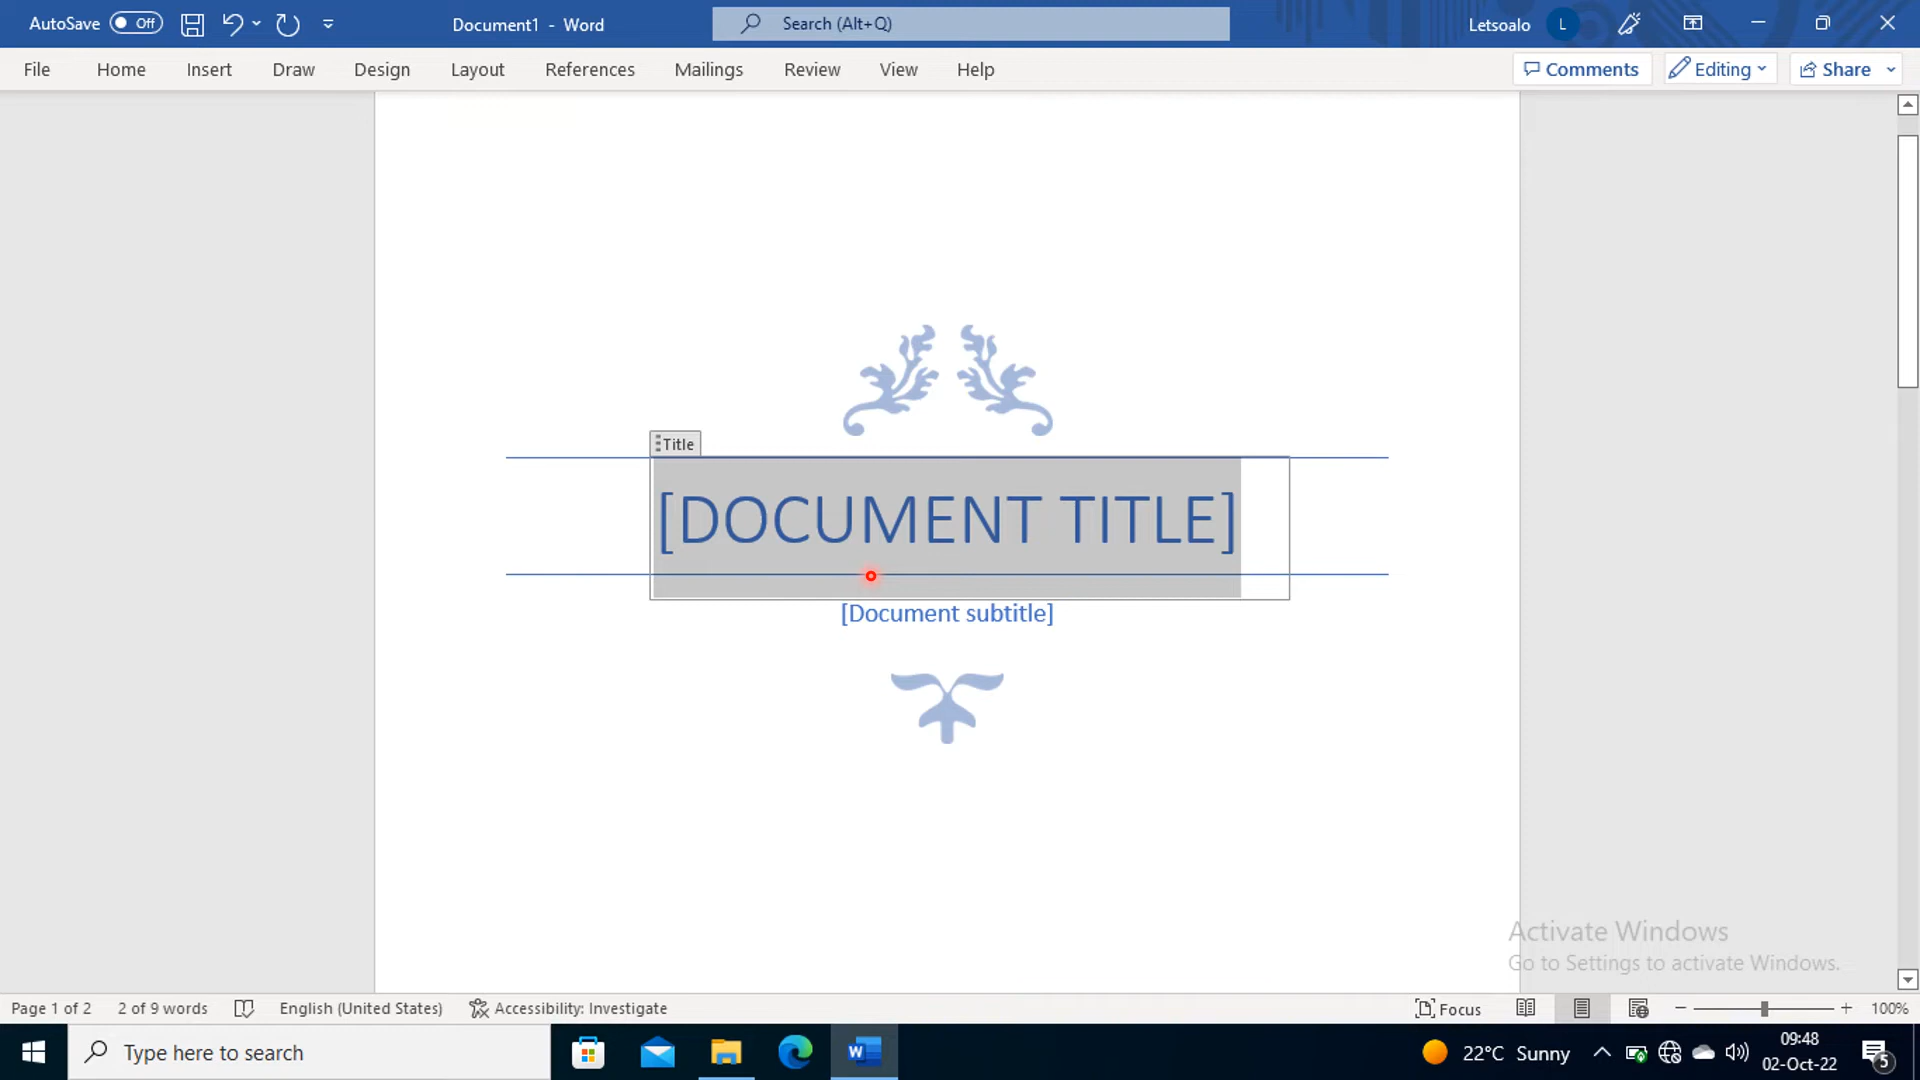 AutoSave Off Document1 - Word Search (Alt+Q) Letsoalo L
File Home Insert Draw Design Layout References Mailings Review View Help Comments Editing Share
Title
[DOCUMENT TITLE]
[Document subtitle]
Activate Windows
Go to Settings to activate Windows.
Page 1 of 2 2 of 9 words English (United States) Accessibility: Investigate Focus 100%
Type here to search W 22°C Sunny 09:48
02-Oct-22 5